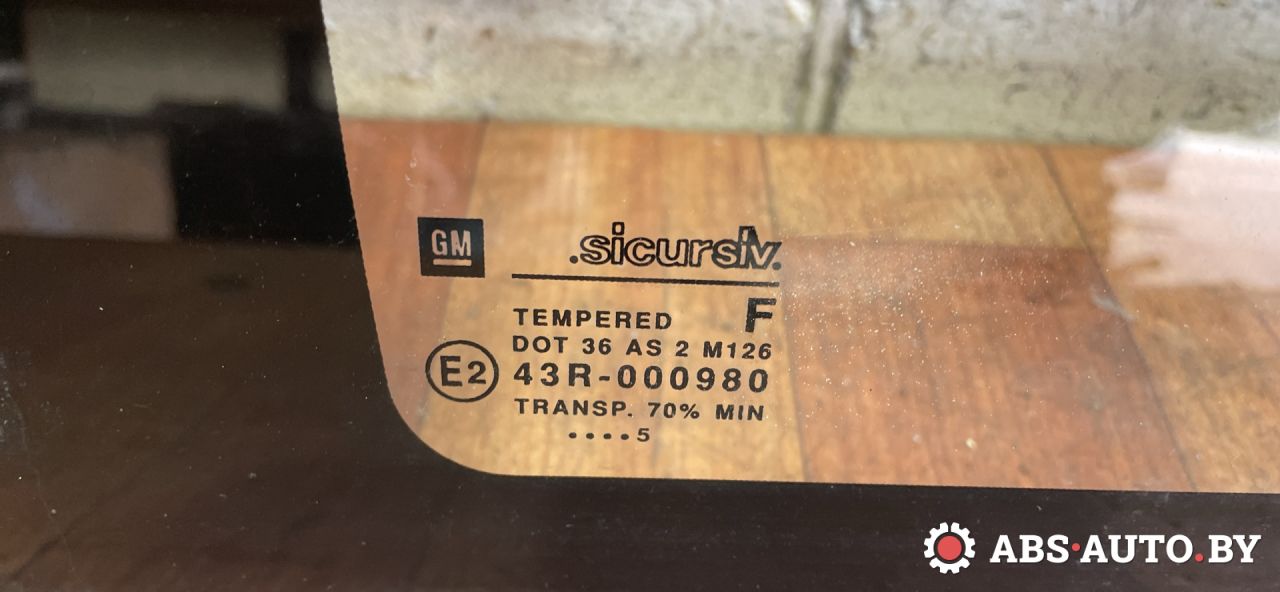 GM
.sicursiv.
TEMPERED F
DOT 36 AS 2 M126
E2 43R-000980
TRANSP. 70% MIN
....5
ABS·AUTO.BY